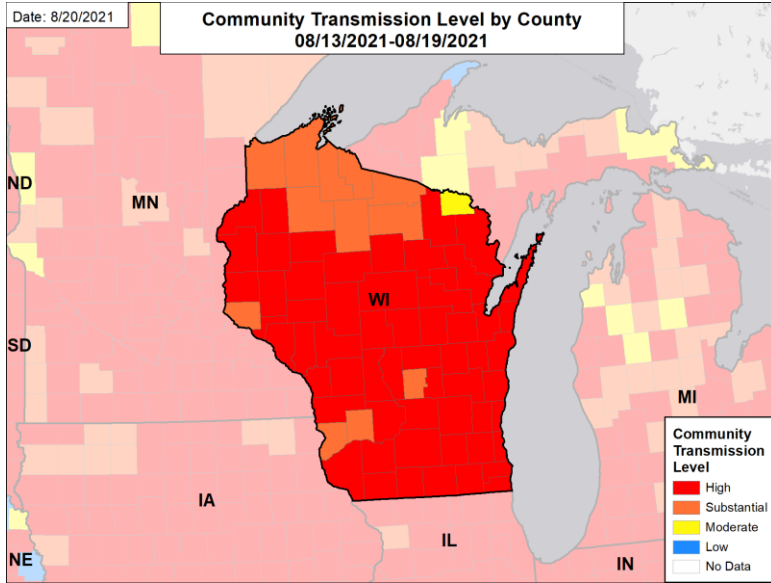 Date: 8/20/2021
Community Transmission Level by County
08/13/2021-08/19/2021
ND
MN
WI
SD
MI
IA
NE
IL
IN
Community
Transmission
Level
High
Substantial
Moderate
Low
No Data